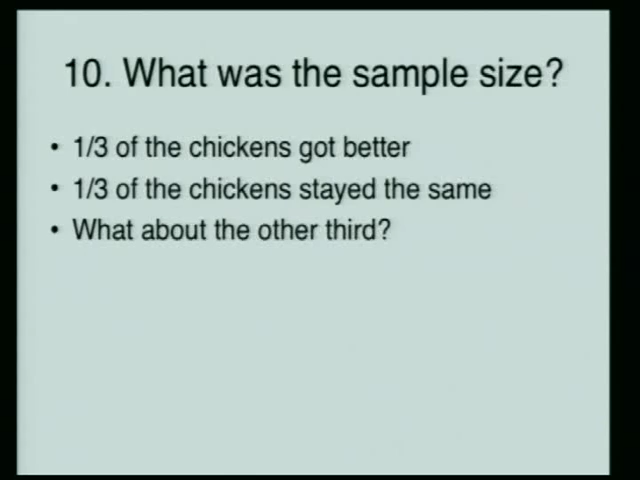 10. What was the sample size?
• 1/3 of the chickens got better
• 1/3 of the chickens stayed the same
• What about the other third?